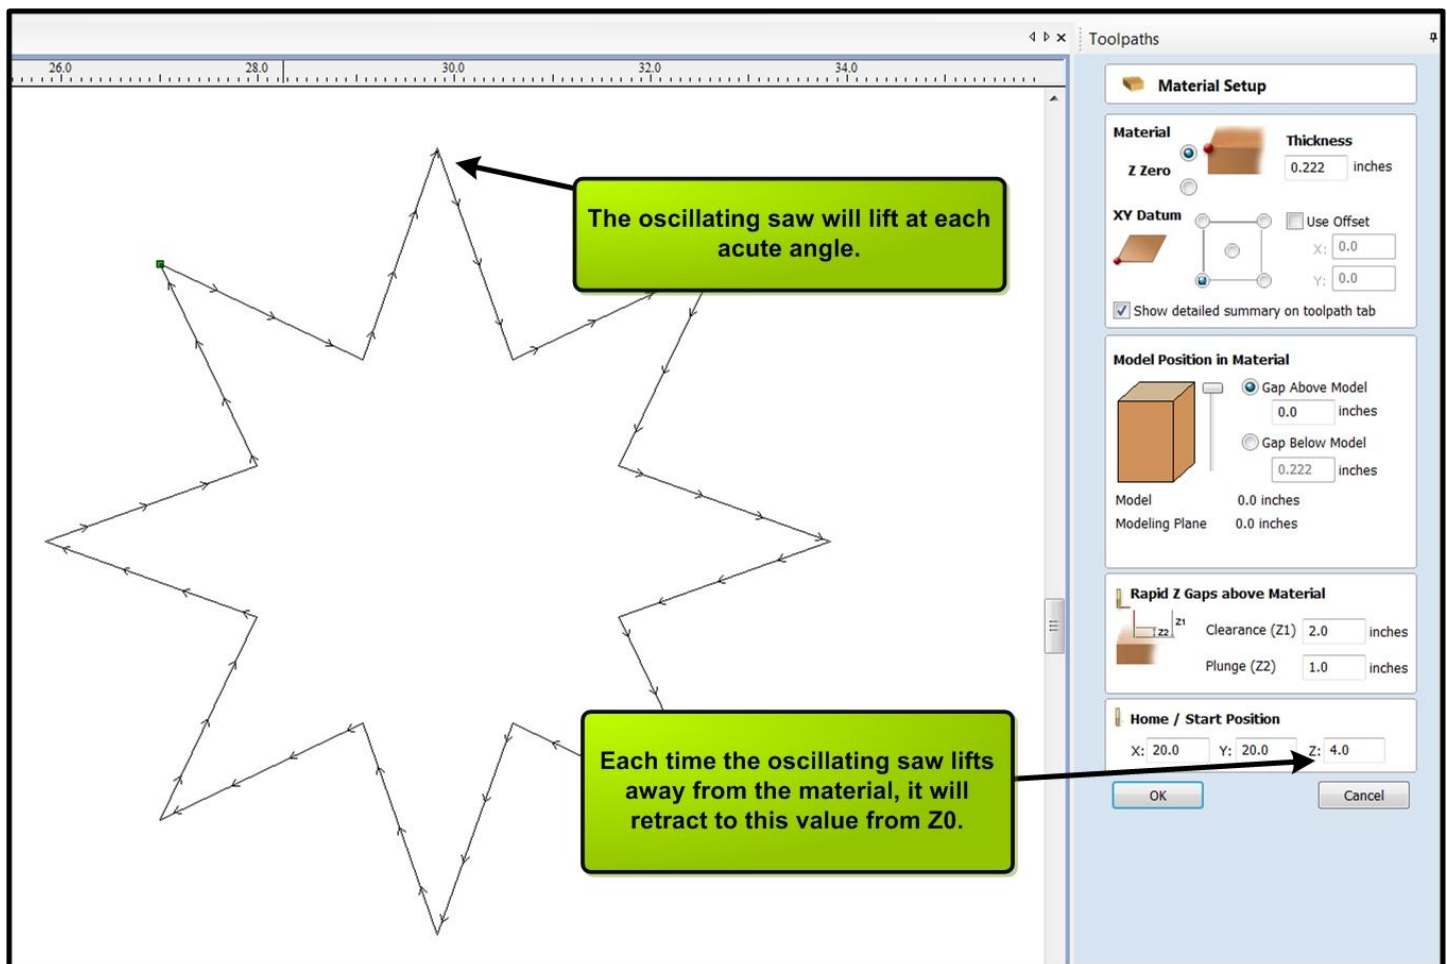 Toolpaths
26.0 28.0 30.0 32.0 34.0
Material Setup
Material
Z Zero
Thickness
0.222 inches
XY Datum
Use Offset
X: 0.0
Y: 0.0
Show detailed summary on toolpath tab
The oscillating saw will lift at each
acute angle.
Model Position in Material
Gap Above Model
0.0 inches
Gap Below Model
0.222 inches
Model 0.0 inches
Modeling Plane 0.0 inches
Rapid Z Gaps above Material
Z1
Z2
Clearance (Z1) 2.0 inches
Plunge (Z2) 1.0 inches
Home / Start Position
X: 20.0 Y: 20.0 Z: 4.0
OK Cancel
Each time the oscillating saw lifts
away from the material, it will
retract to this value from Z0.